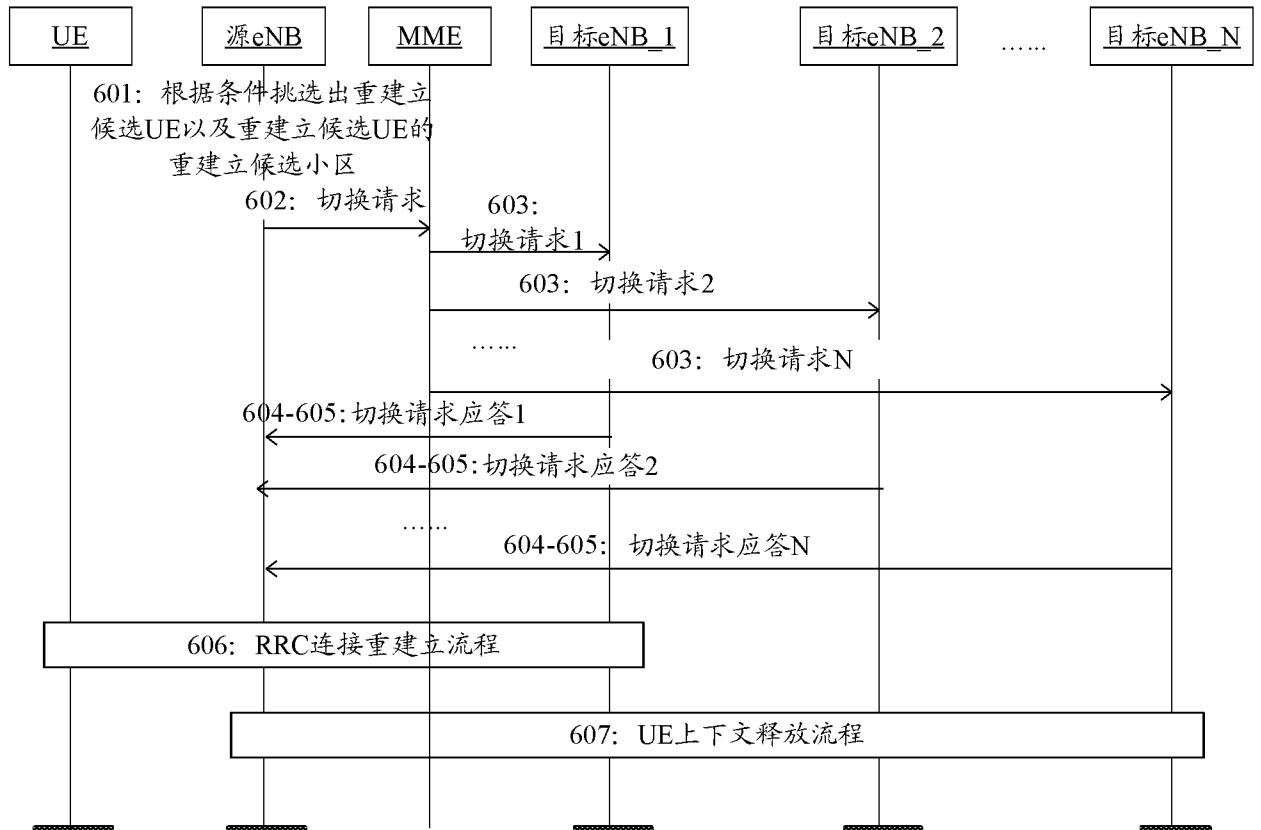 UE 源eNB MME 目标eNB_1 目标eNB_2 …… 目标eNB_N
601：根据条件挑选出重建立
候选UE以及重建立候选UE的
重建立候选小区
602：切换请求
603：
切换请求1
603：切换请求2
……
603：切换请求N
604-605:切换请求应答1
604-605:切换请求应答2
……
604-605：切换请求应答N
606：RRC连接重建立流程
607：UE上下文释放流程